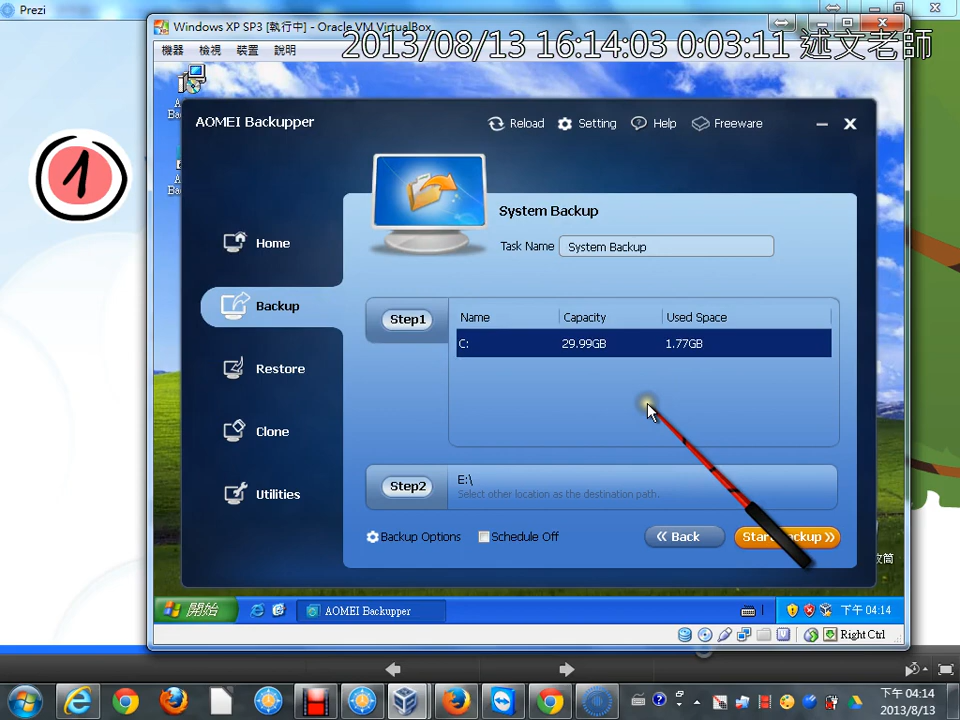 Prezi
Windows XP SP3 [執行中] - Oracle VM VirtualBox
2013/08/13 16:14:03 0:03:11 述文老師
機器 檢視 裝置 說明
1
AOMEI Backupper
Reload
Setting
Help
Freeware
System Backup
Task Name
System Backup
Home
Backup
Restore
Clone
Utilities
Step1
Name Capacity Used Space
C: 29.99GB 1.77GB
Step2
E:\
Select other location as the destination path.
Backup Options
Schedule Off
Back
開始
AOMEI Backupper
下午 04:14
Right Ctrl
下午 04:14
2013/8/13